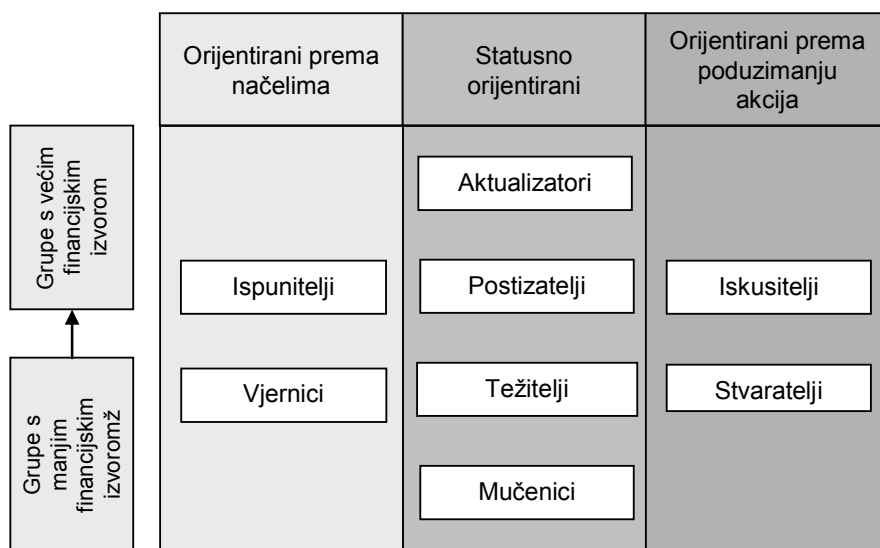 Orijentirani prema
načelima
Statusno
orijentirani
Orijentirani prema
poduzimanju
akcija
Grupe s većim
financijskim
izvorom
Aktualizatori
Ispunitelji
Postizatelji
Iskusitelji
Grupe s
manjim
financijskim
izvoromž
Vjernici
Težitelji
Stvaratelji
Mučenici